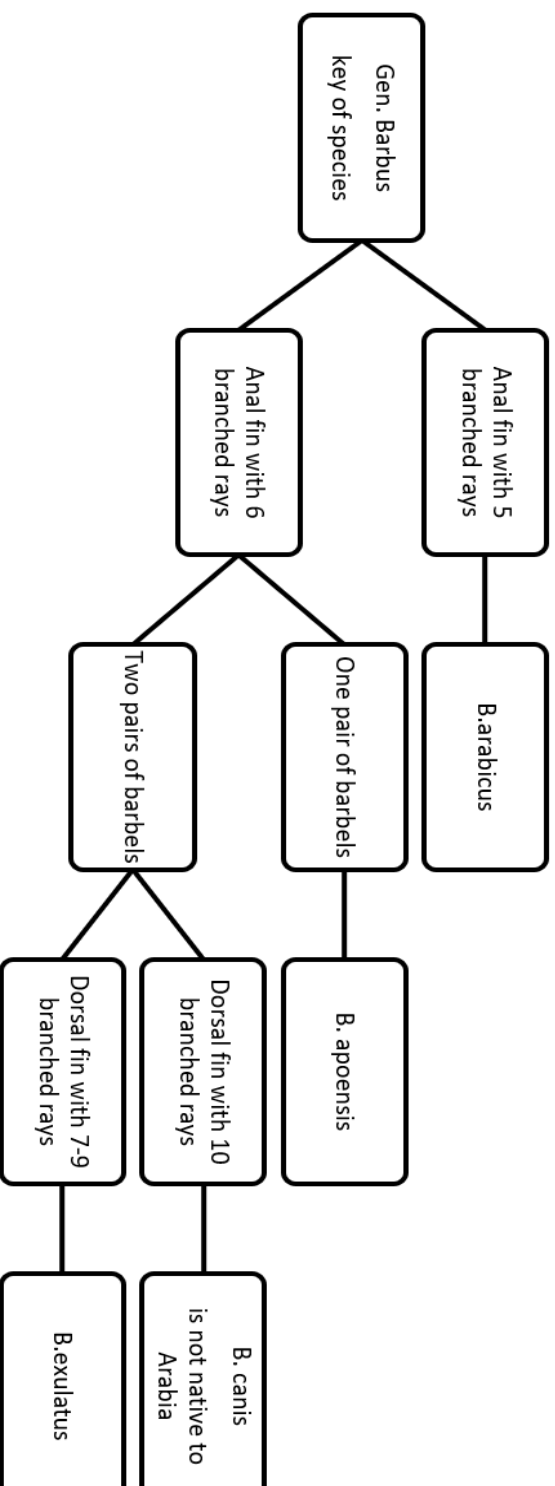 Gen. Barbus
key of species
Anal fin with 5
branched rays
B.arabicus
Anal fin with 6
branched rays
One pair of barbels
B. apoensis
Two pairs of barbels
Dorsal fin with 10
branched rays
B. canis
is not native to
Arabia
Dorsal fin with 7-9
branched rays
B.exulatus